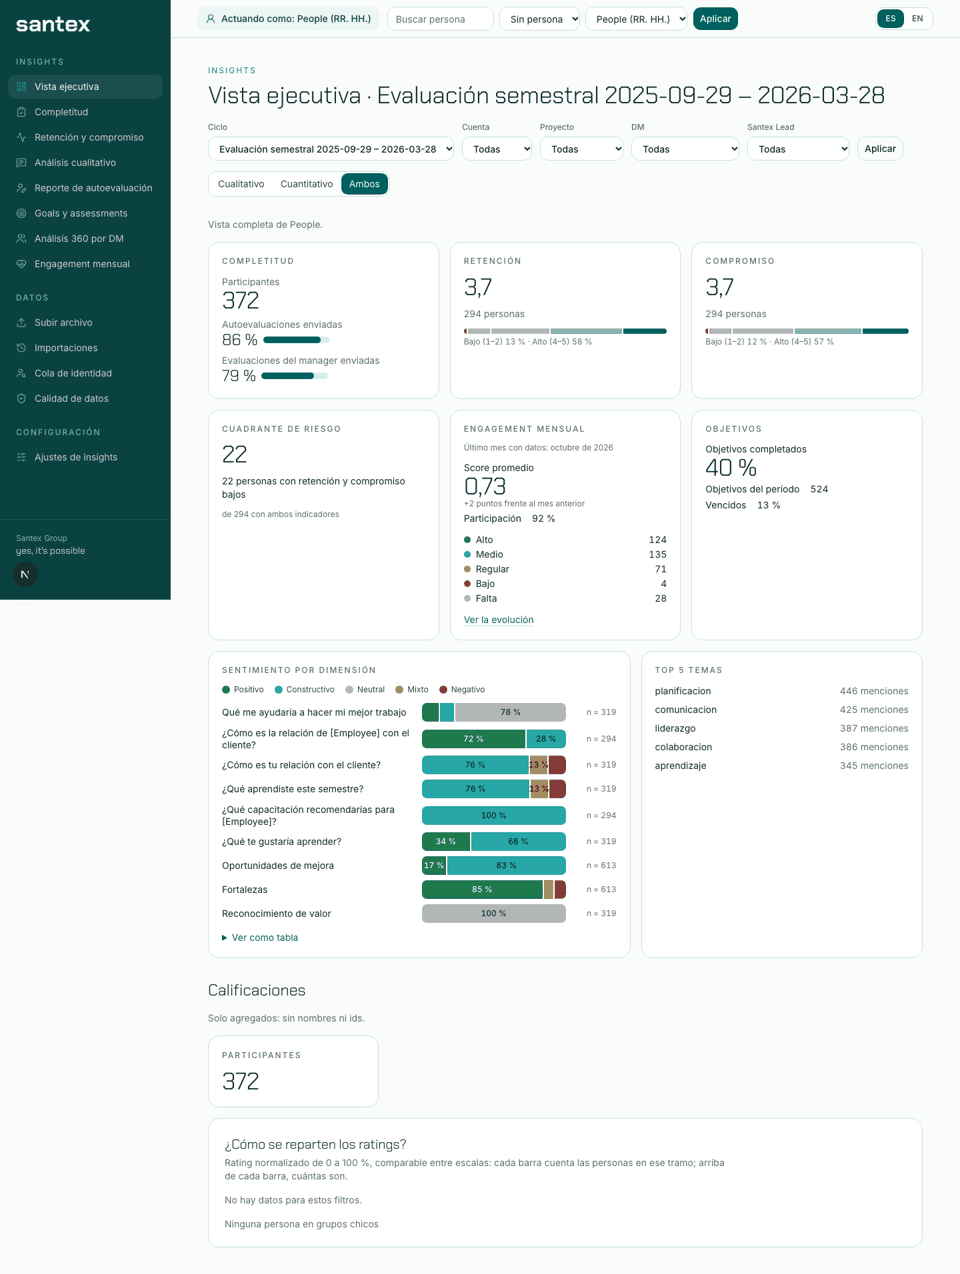 santex
INSIGHTS
Vista ejecutiva
Completitud
Retención y compromiso
Análisis cualitativo
Reporte de autoevaluación
Goals y assessments
Análisis 360 por DM
Engagement mensual
DATOS
Subir archivo
Importaciones
Cola de identidad
Calidad de datos
CONFIGURACIÓN
Ajustes de insights
Santex Group
yes, it's possible
N
Actuando como: People (RR. HH.)
Buscar persona
Sin persona
People (RR. HH.)
Aplicar
ES
EN
INSIGHTS
Vista ejecutiva · Evaluación semestral 2025-09-29 – 2026-03-28
Ciclo
Cuenta
Proyecto
DM
Santex Lead
Evaluación semestral 2025-09-29 – 2026-03-28
Todas
Todas
Todas
Todas
Aplicar
Cualitativo
Cuantitativo
Ambos
Vista completa de People.
COMPLETITUD
Participantes
372
Autoevaluaciones enviadas
86 %
Evaluaciones del manager enviadas
79 %
RETENCIÓN
3,7
294 personas
Bajo (1–2) 13 % · Alto (4–5) 58 %
COMPROMISO
3,7
294 personas
Bajo (1–2) 12 % · Alto (4–5) 57 %
CUADRANTE DE RIESGO
22
22 personas con retención y compromiso
bajos
de 294 con ambos indicadores
ENGAGEMENT MENSUAL
Último mes con datos: octubre de 2026
Score promedio
0,73
+2 puntos frente al mes anterior
Participación 92 %
Alto 124
Medio 135
Regular 71
Bajo 4
Falta 28
Ver la evolución
OBJETIVOS
Objetivos completados
40 %
Objetivos del período 524
Vencidos 13 %
SENTIMIENTO POR DIMENSIÓN
Positivo Constructivo Neutral Mixto Negativo
Qué me ayudaría a hacer mi mejor trabajo 78 % n = 319
¿Cómo es la relación de [Employee] con el
cliente? 72 % 28 % n = 294
¿Cómo es tu relación con el cliente? 76 % 13 % n = 319
¿Qué aprendiste este semestre? 76 % 13 % n = 319
¿Qué capacitación recomendarías para
[Employee]? 100 % n = 294
¿Qué te gustaría aprender? 34 % 66 % n = 319
Oportunidades de mejora 17 % 83 % n = 613
Fortalezas 85 % n = 613
Reconocimiento de valor 100 % n = 319
Ver como tabla
TOP 5 TEMAS
planificacion 446 menciones
comunicacion 425 menciones
liderazgo 387 menciones
colaboracion 386 menciones
aprendizaje 345 menciones
Calificaciones
Solo agregados: sin nombres ni ids.
PARTICIPANTES
372
¿Cómo se reparten los ratings?
Rating normalizado de 0 a 100 %, comparable entre escalas: cada barra cuenta las personas en ese tramo; arriba
de cada barra, cuántas son.
No hay datos para estos filtros.
Ninguna persona en grupos chicos